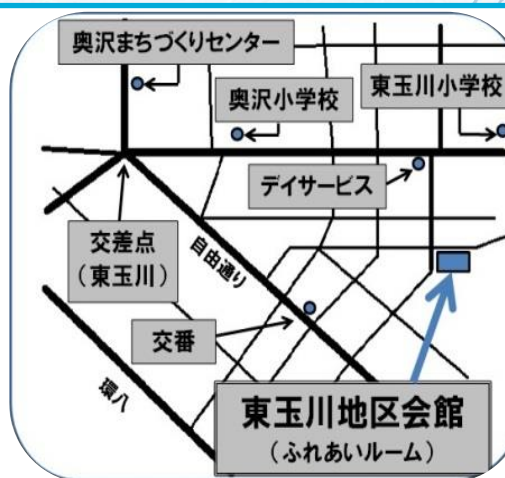 奥沢まちづくりセンター
奥沢小学校
東玉川小学校
デイサービス
交差点
（東玉川）
自由通り
交番
環八
東玉川地区会館
（ふれあいルーム）